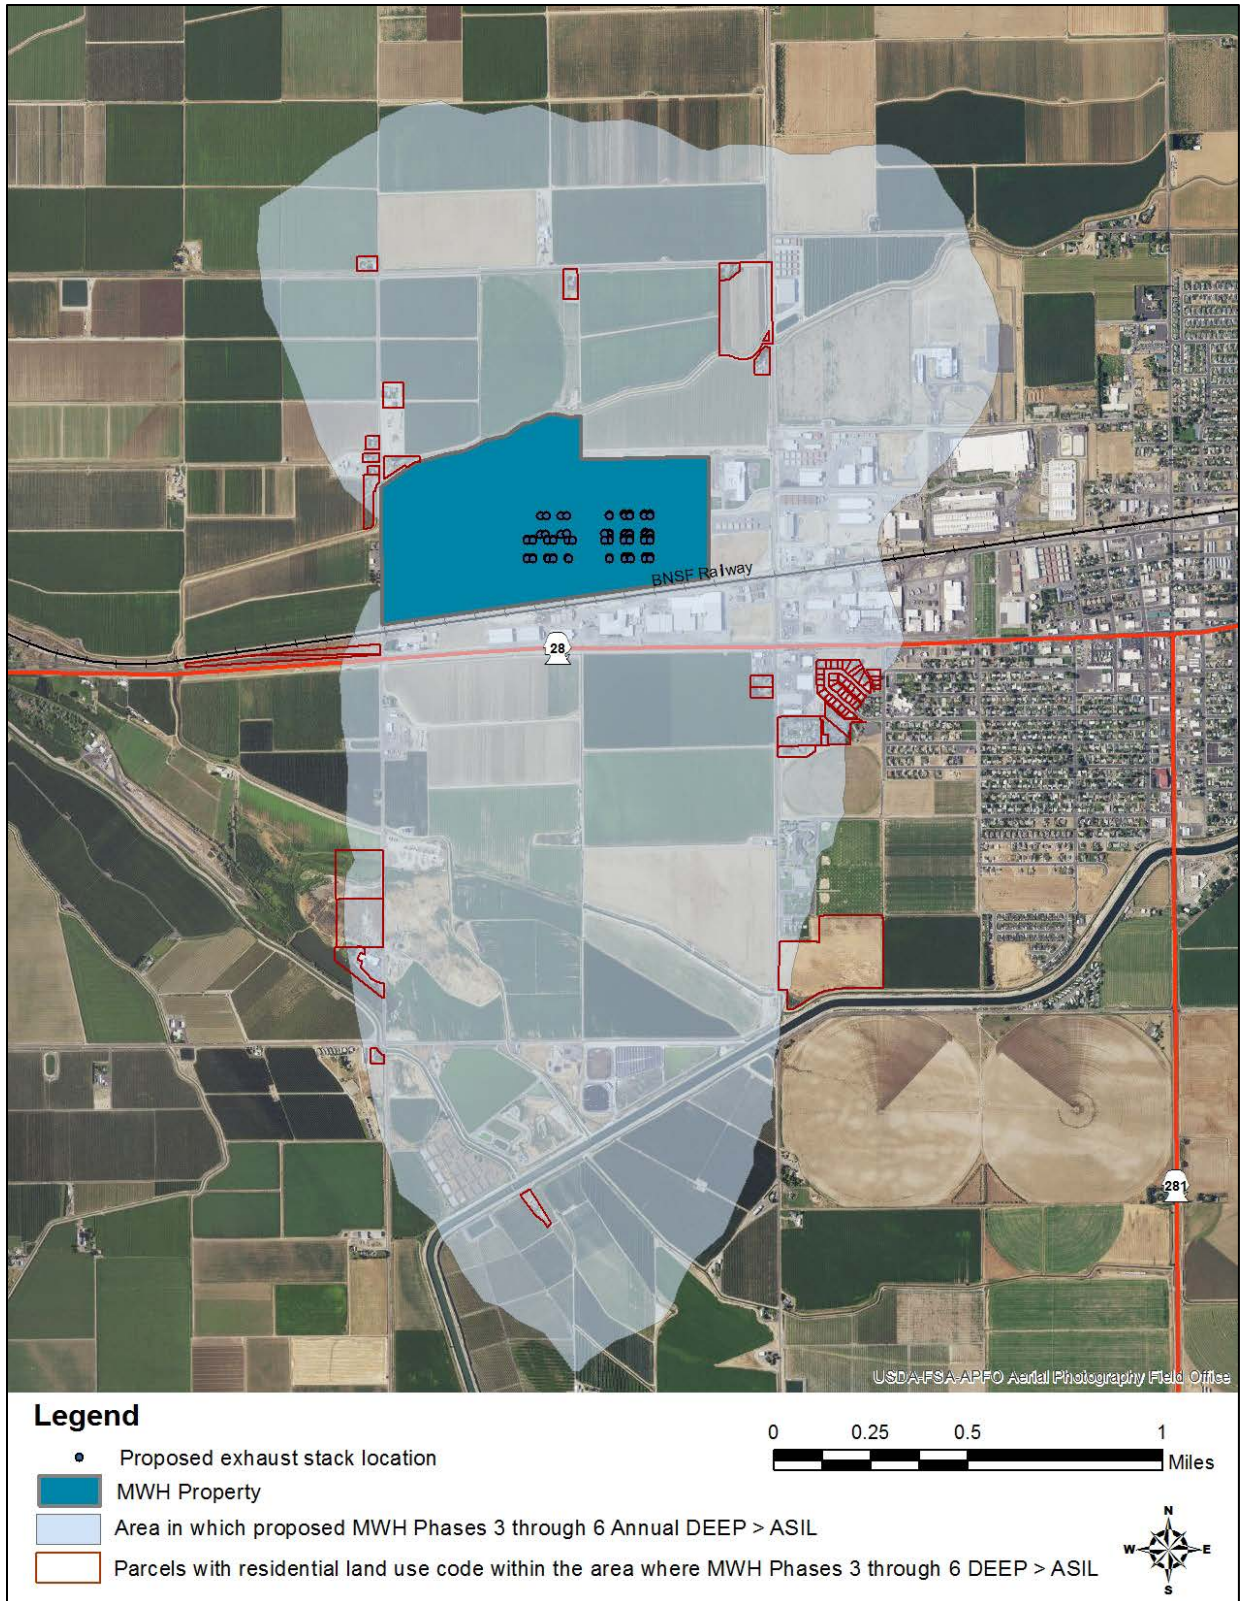 BNSF Railway
28
281
USDA-FSA-APFO Aerial Photography Field Office
Legend
Proposed exhaust stack location
MWH Property
Area in which proposed MWH Phases 3 through 6 Annual DEEP > ASIL
Parcels with residential land use code within the area where MWH Phases 3 through 6 DEEP > ASIL
0 0.25 0.5 1
Miles
N
W E
S